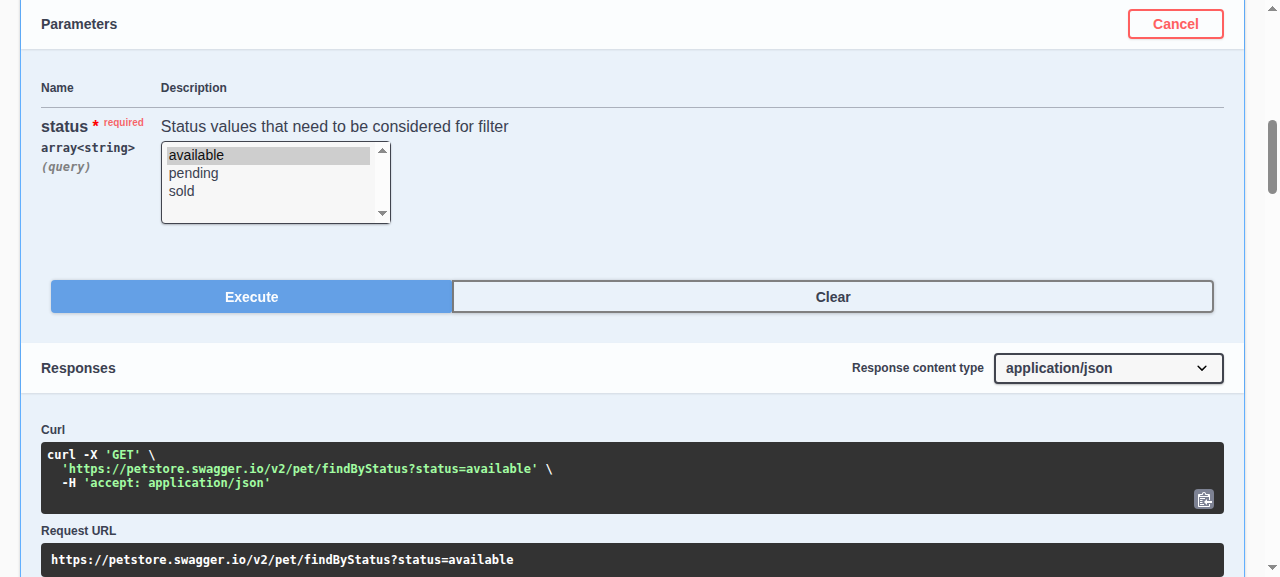 Parameters
Cancel
Name
Description
status * required
Status values that need to be considered for filter
array<string>
(query)
available
pending
sold
Execute
Clear
Responses
Response content type
application/json
Curl
curl -X 'GET' \
  'https://petstore.swagger.io/v2/pet/findByStatus?status=available' \
  -H 'accept: application/json'
Request URL
https://petstore.swagger.io/v2/pet/findByStatus?status=available